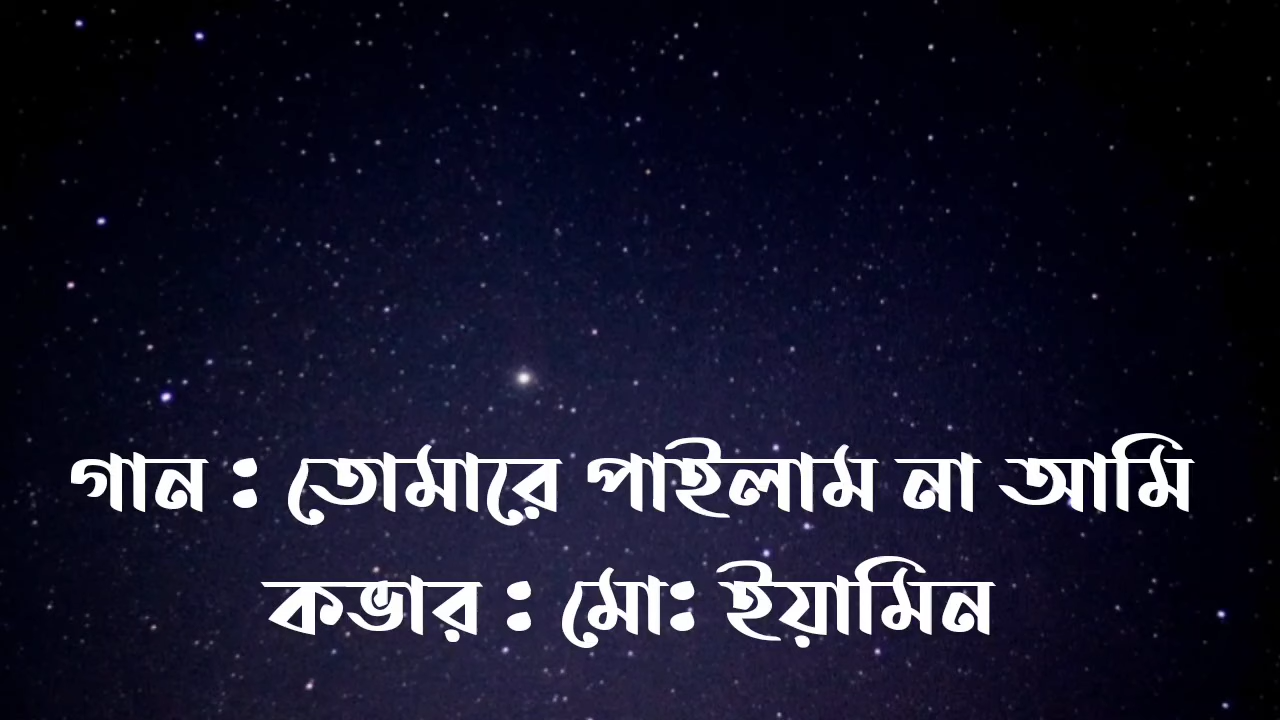 গান : তোমারে পাইলাম না আমি
কভার : মো: ইয়ামিন